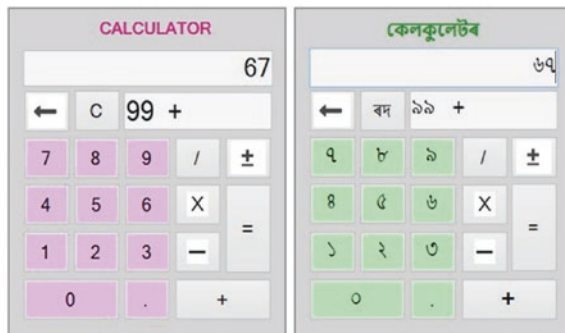 CALCULATOR
67
← C 99 +
7 8 9 / ±
4 5 6 X =
1 2 3 —
0 . +
কেলকুলেটৰ
৬৭
← ৰদ ৯৯ +
৭ ৮ ৯ / ±
৪ ৫ ৬ X =
১ ২ ৩ —
০ . +